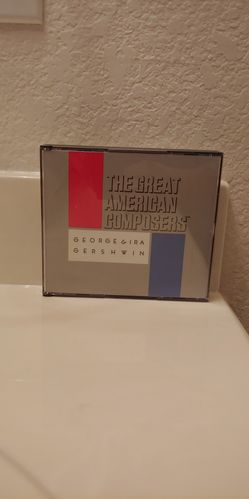 THE GREAT
AMERICAN
COMPOSERS
GEORGE & IRA
GERSHWIN